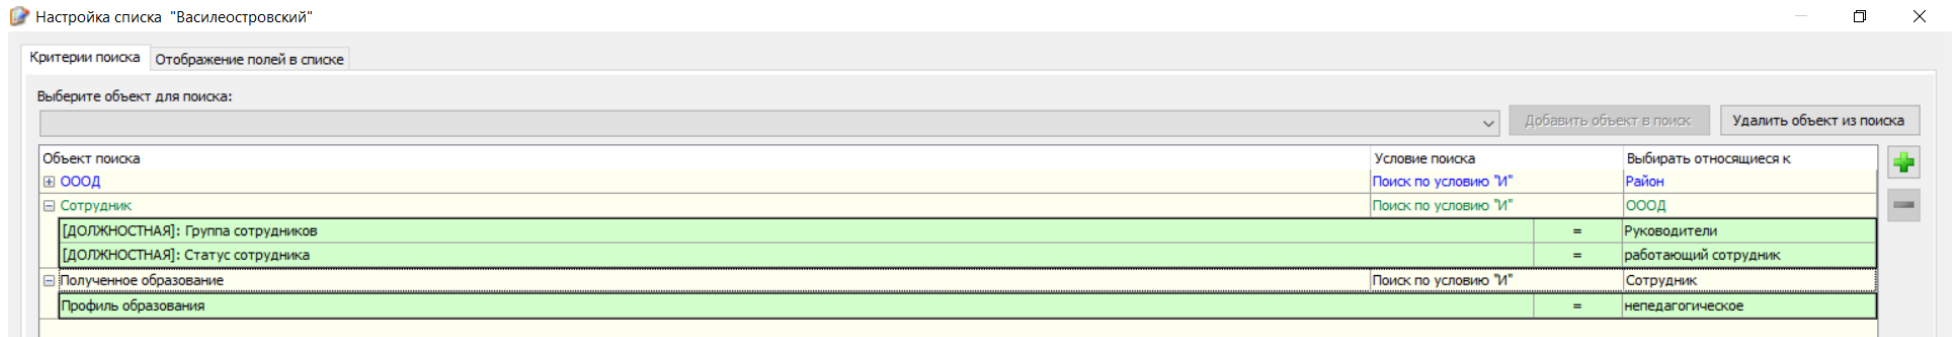 Настройка списка "Василеостровский"
Критерии поиска Отображение полей в списке
Выберите объект для поиска:
Добавить объект в поиск Удалить объект из поиска
Объект поиска Условие поиска Выбирать относящиеся к
ОООД Поиск по условию "И" Район
Сотрудник Поиск по условию "И" ОООД
[ДОЛЖНОСТНАЯ]: Группа сотрудников = Руководители
[ДОЛЖНОСТНАЯ]: Статус сотрудника = работающий сотрудник
Полученное образование Поиск по условию "И" Сотрудник
Профиль образования = непедагогическое